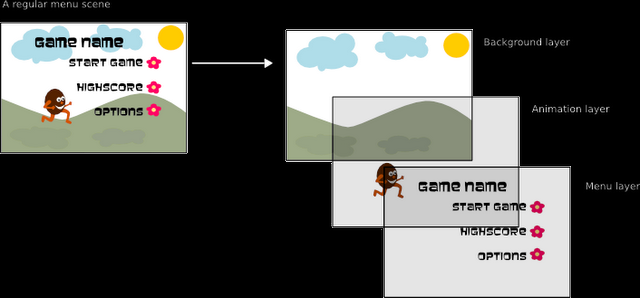 A regular menu scene
GAME NAME
START GAME
HIGHSCORE
OPTIONS
Background layer
Animation layer
Menu layer
GAME NAME
START GAME
HIGHSCORE
OPTIONS